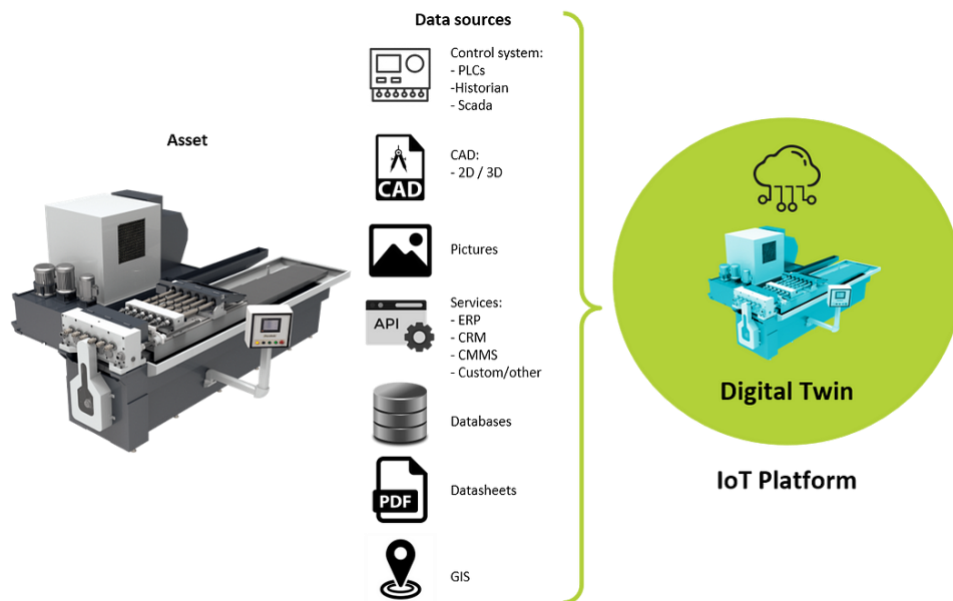 Data sources
Control system:
- PLCs
-Historian
- Scada
Asset
CAD:
- 2D / 3D
CAD
Pictures
Services:
- ERP
- CRM
- CMMS
- Custom/other
API
Databases
Datasheets
PDF
GIS
Digital Twin
IoT Platform